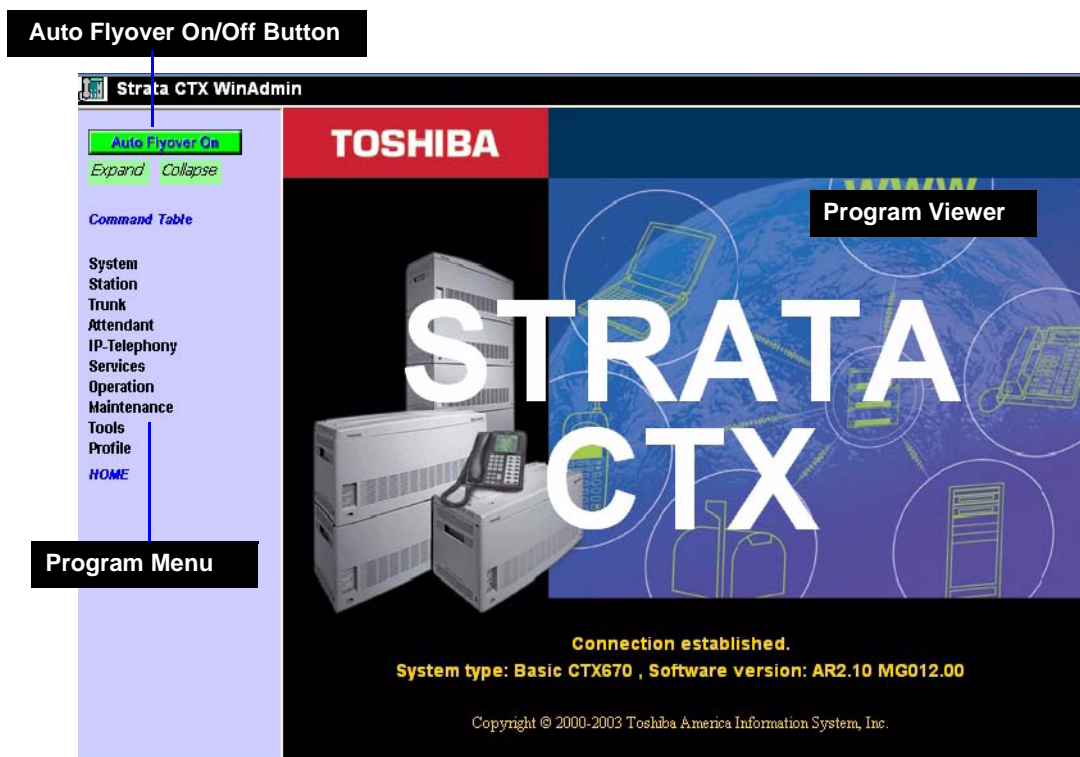 Auto Flyover On/Off Button
Strata CTX WinAdmin
Auto Flyover On
Expand Collapse
Command Table
System
Station
Trunk
Attendant
IP-Telephony
Services
Operation
Maintenance
Tools
Profile
HOME
Program Menu
TOSHIBA
WWW
Program Viewer
STRATA
CTX
Connection established.
System type: Basic CTX670 , Software version: AR2.10 MG012.00
Copyright © 2000-2003 Toshiba America Information System, Inc.